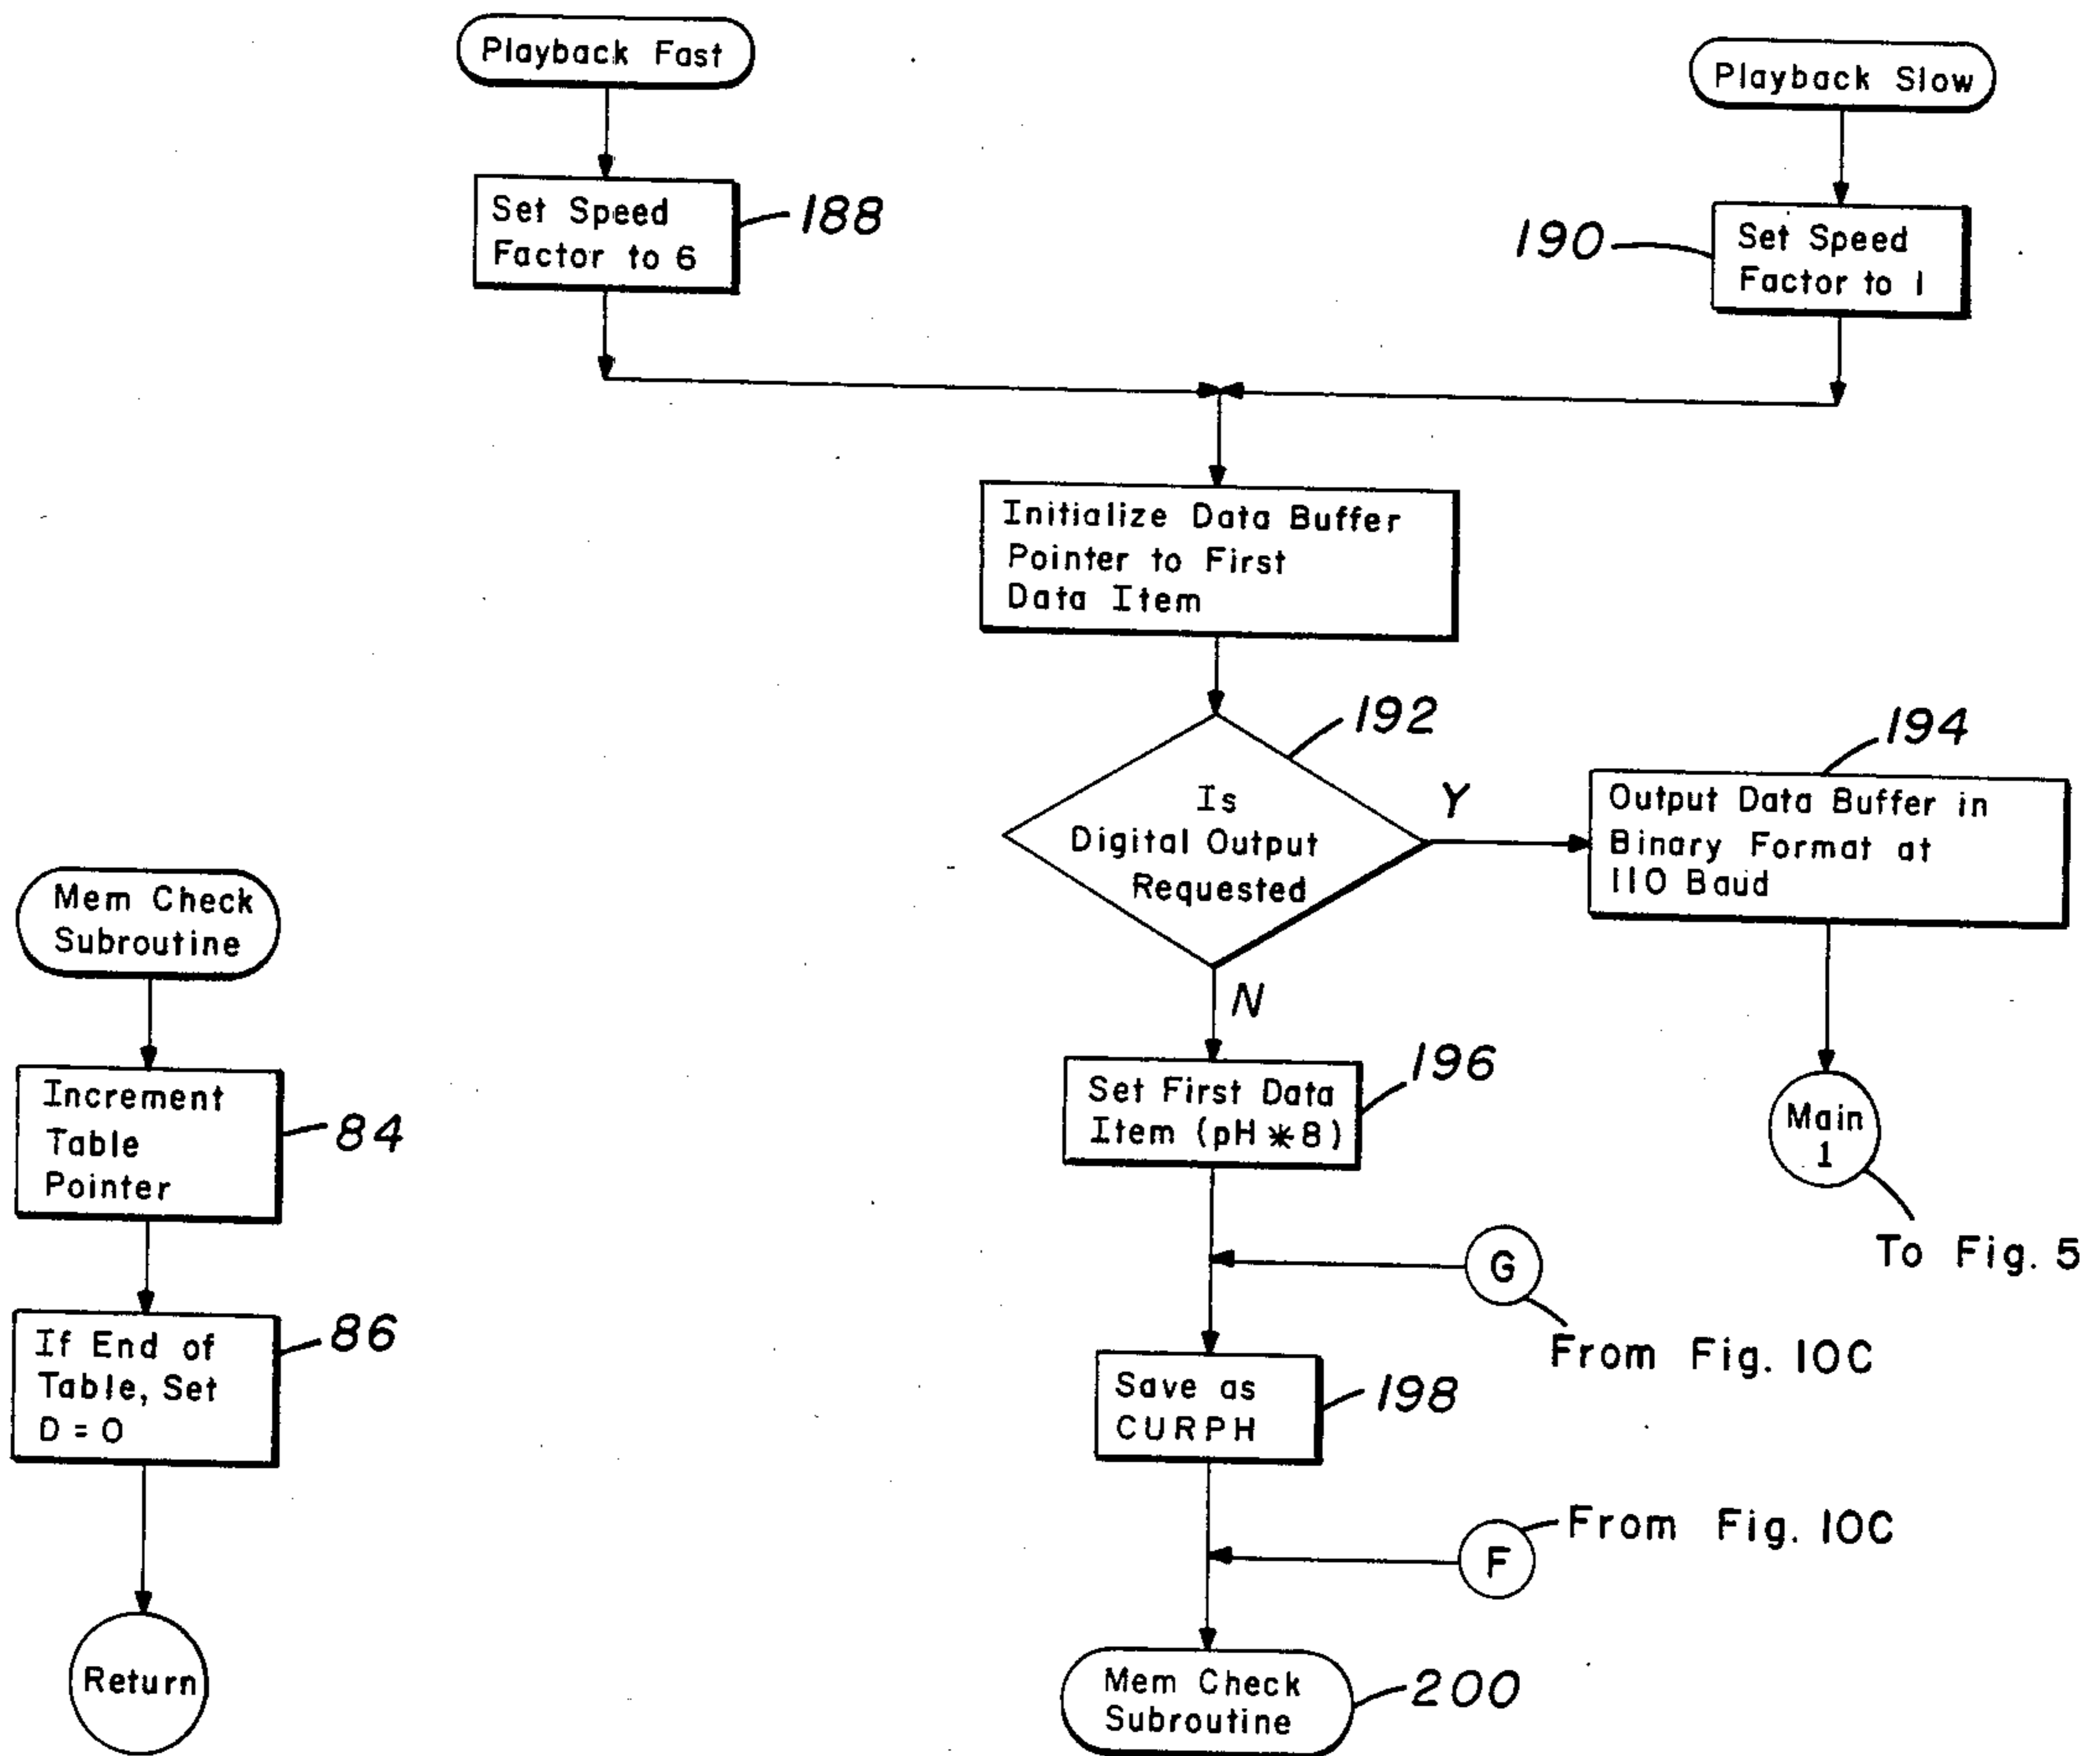 Playback Fast
Playback Slow
Set Speed
Factor to 6
188
190
Set Speed
Factor to 1
Initialize Data Buffer
Pointer to First
Data Item
192
194
Is
Digital Output
Requested
Y
Output Data Buffer in
Binary Format at
110 Baud
N
Mem Check
Subroutine
Increment
Table
Pointer
84
Set First Data
Item (pH * 8)
196
Main
1
To Fig. 5
G
From Fig. 10C
If End of
Table, Set
D = 0
86
Save as
CURPH
198
F
From Fig. 10C
Return
Mem Check
Subroutine
200